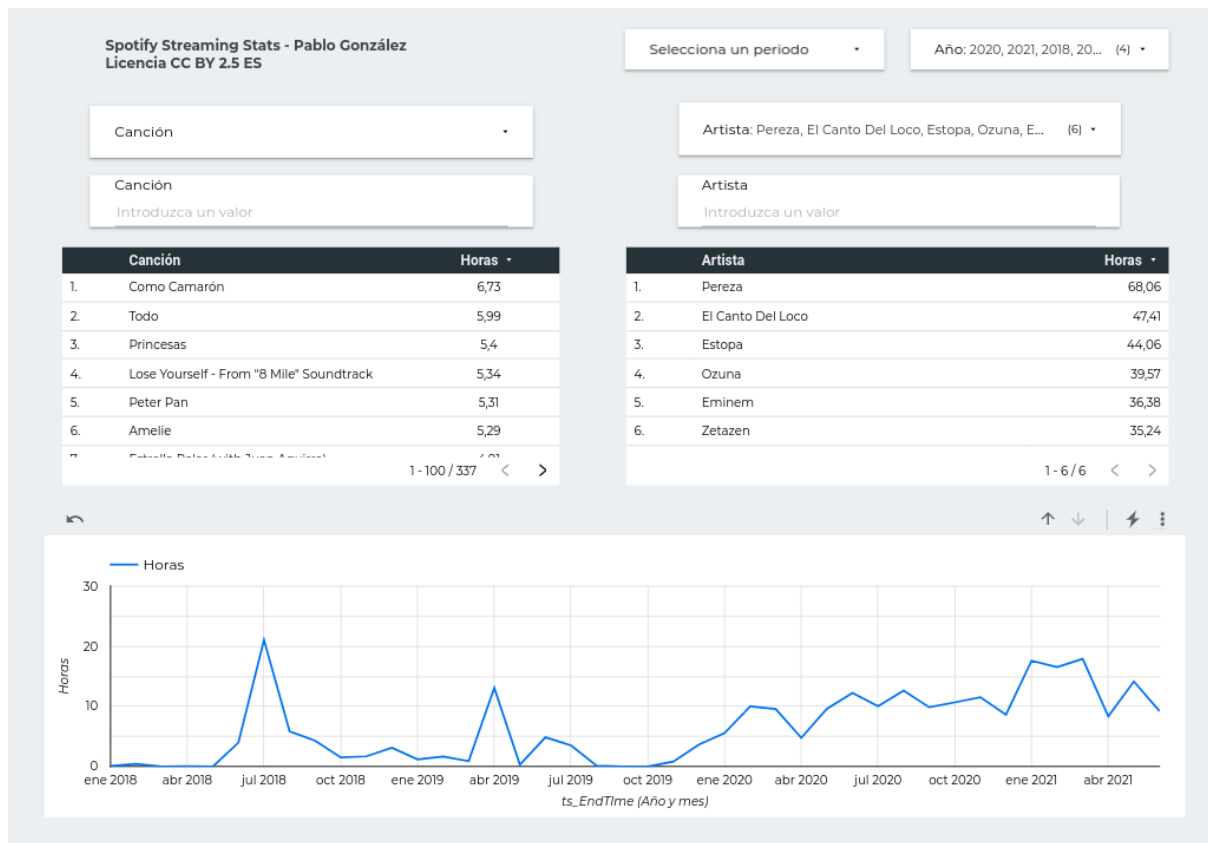 Spotify Streaming Stats - Pablo González
Licencia CC BY 2.5 ES
Selecciona un periodo
Año: 2020, 2021, 2018, 20... (4)
Canción
Artista: Pereza, El Canto Del Loco, Estopa, Ozuna, E... (6)
Canción
Introduzca un valor
Artista
Introduzca un valor
Canción Horas
1. Como Camarón 6,73
2. Todo 5,99
3. Princesas 5,4
4. Lose Yourself - From "8 Mile" Soundtrack 5,34
5. Peter Pan 5,31
6. Amelie 5,29
1 - 100 / 337
Artista Horas
1. Pereza 68,06
2. El Canto Del Loco 47,41
3. Estopa 44,06
4. Ozuna 39,57
5. Eminem 36,38
6. Zetazen 35,24
1 - 6 / 6
Horas
30
20
10
0
Horas
ene 2018 abr 2018 jul 2018 oct 2018 ene 2019 abr 2019 jul 2019 oct 2019 ene 2020 abr 2020 jul 2020 oct 2020 ene 2021 abr 2021
ts_EndTIme (Año y mes)